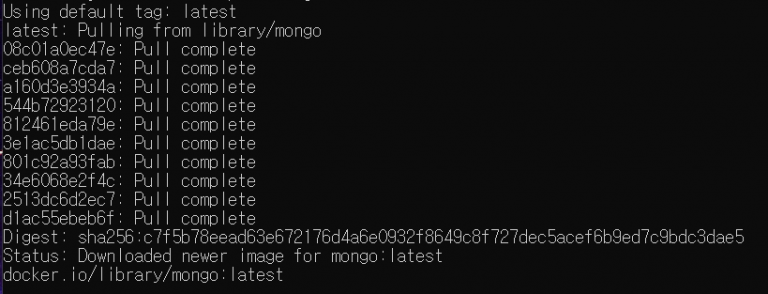 Using default tag: latest
latest: Pulling from library/mongo
08c01a0ec47e: Pull complete
ceb608a7cda7: Pull complete
a160d3e3934a: Pull complete
544b72923120: Pull complete
812461eda79e: Pull complete
3e1ac5db1dae: Pull complete
801c92a93fab: Pull complete
34e6068e2f4c: Pull complete
2513dc6d2ec7: Pull complete
d1ac55ebeb6f: Pull complete
Digest: sha256:c7f5b78eead63e672176d4a6e0932f8649c8f727dec5acef6b9ed7c9bdc3dae5
Status: Downloaded newer image for mongo:latest
docker.io/library/mongo:latest